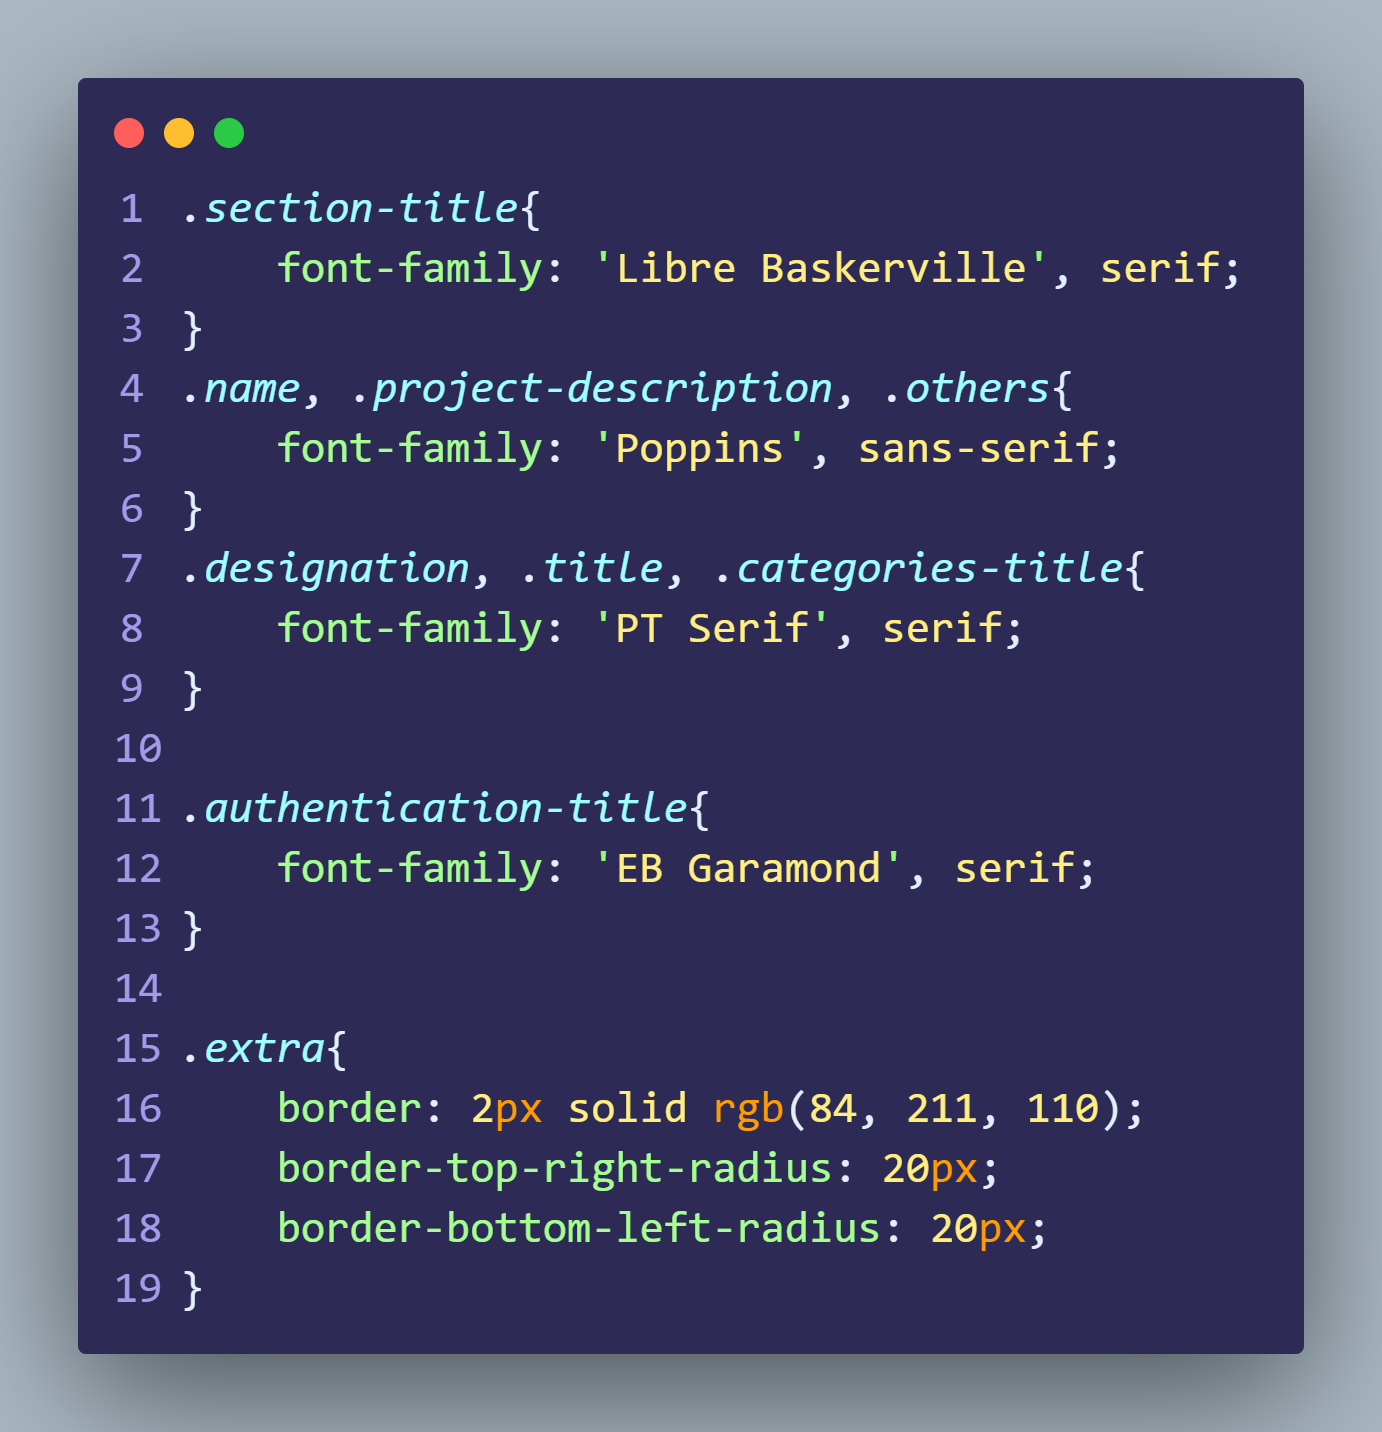 1 .section-title{
2     font-family: 'Libre Baskerville', serif;
3 }
4 .name, .project-description, .others{
5     font-family: 'Poppins', sans-serif;
6 }
7 .designation, .title, .categories-title{
8     font-family: 'PT Serif', serif;
9 }
10
11 .authentication-title{
12     font-family: 'EB Garamond', serif;
13 }
14
15 .extra{
16     border: 2px solid rgb(84, 211, 110);
17     border-top-right-radius: 20px;
18     border-bottom-left-radius: 20px;
19 }